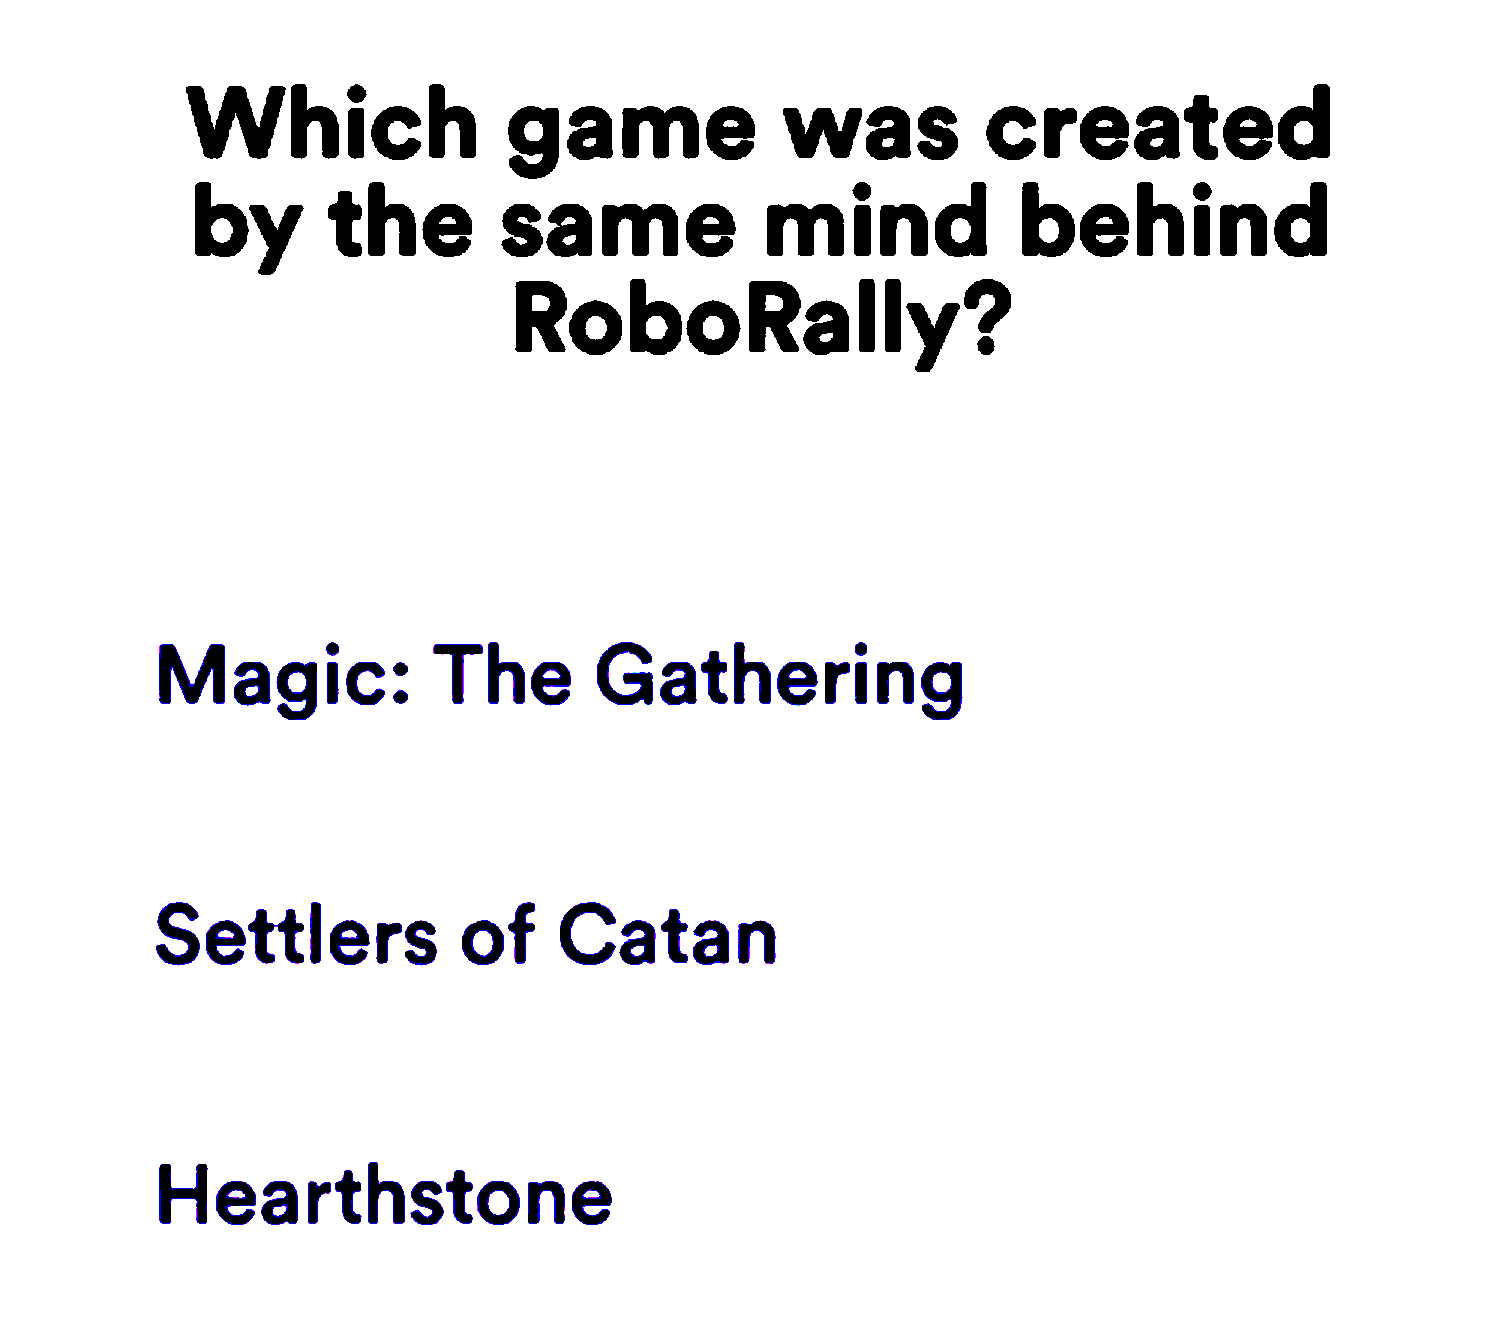 Which game was created
by the same mind behind
RoboRally?
Magic: The Gathering
Settlers of Catan
Hearthstone